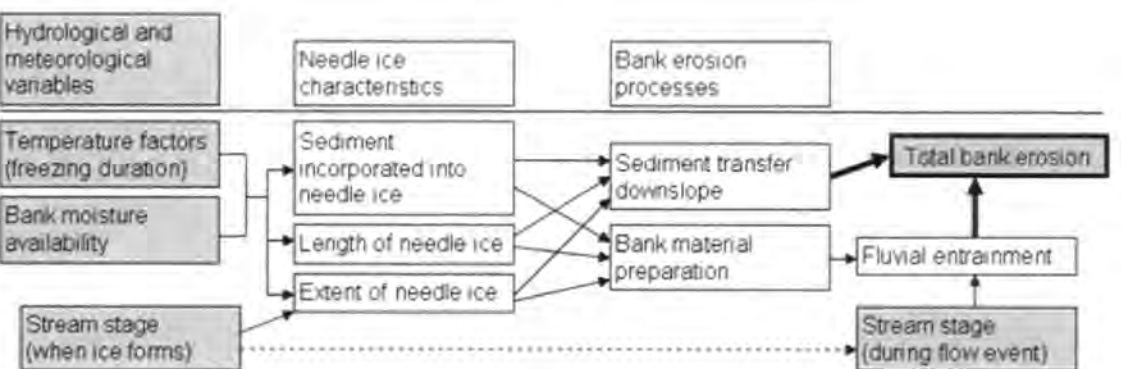 Hydrological and
meteorological
variables
Needle ice
characteristics
Bank erosion
processes
Temperature factors
(freezing duration)
Bank moisture
availability
Stream stage
(when ice forms)
Sediment
incorporated into
needle ice
Length of needle ice
Extent of needle ice
Sediment transfer
downslope
Bank material
preparation
Total bank erosion
Fluvial entrainment
Stream stage
(during flow event)